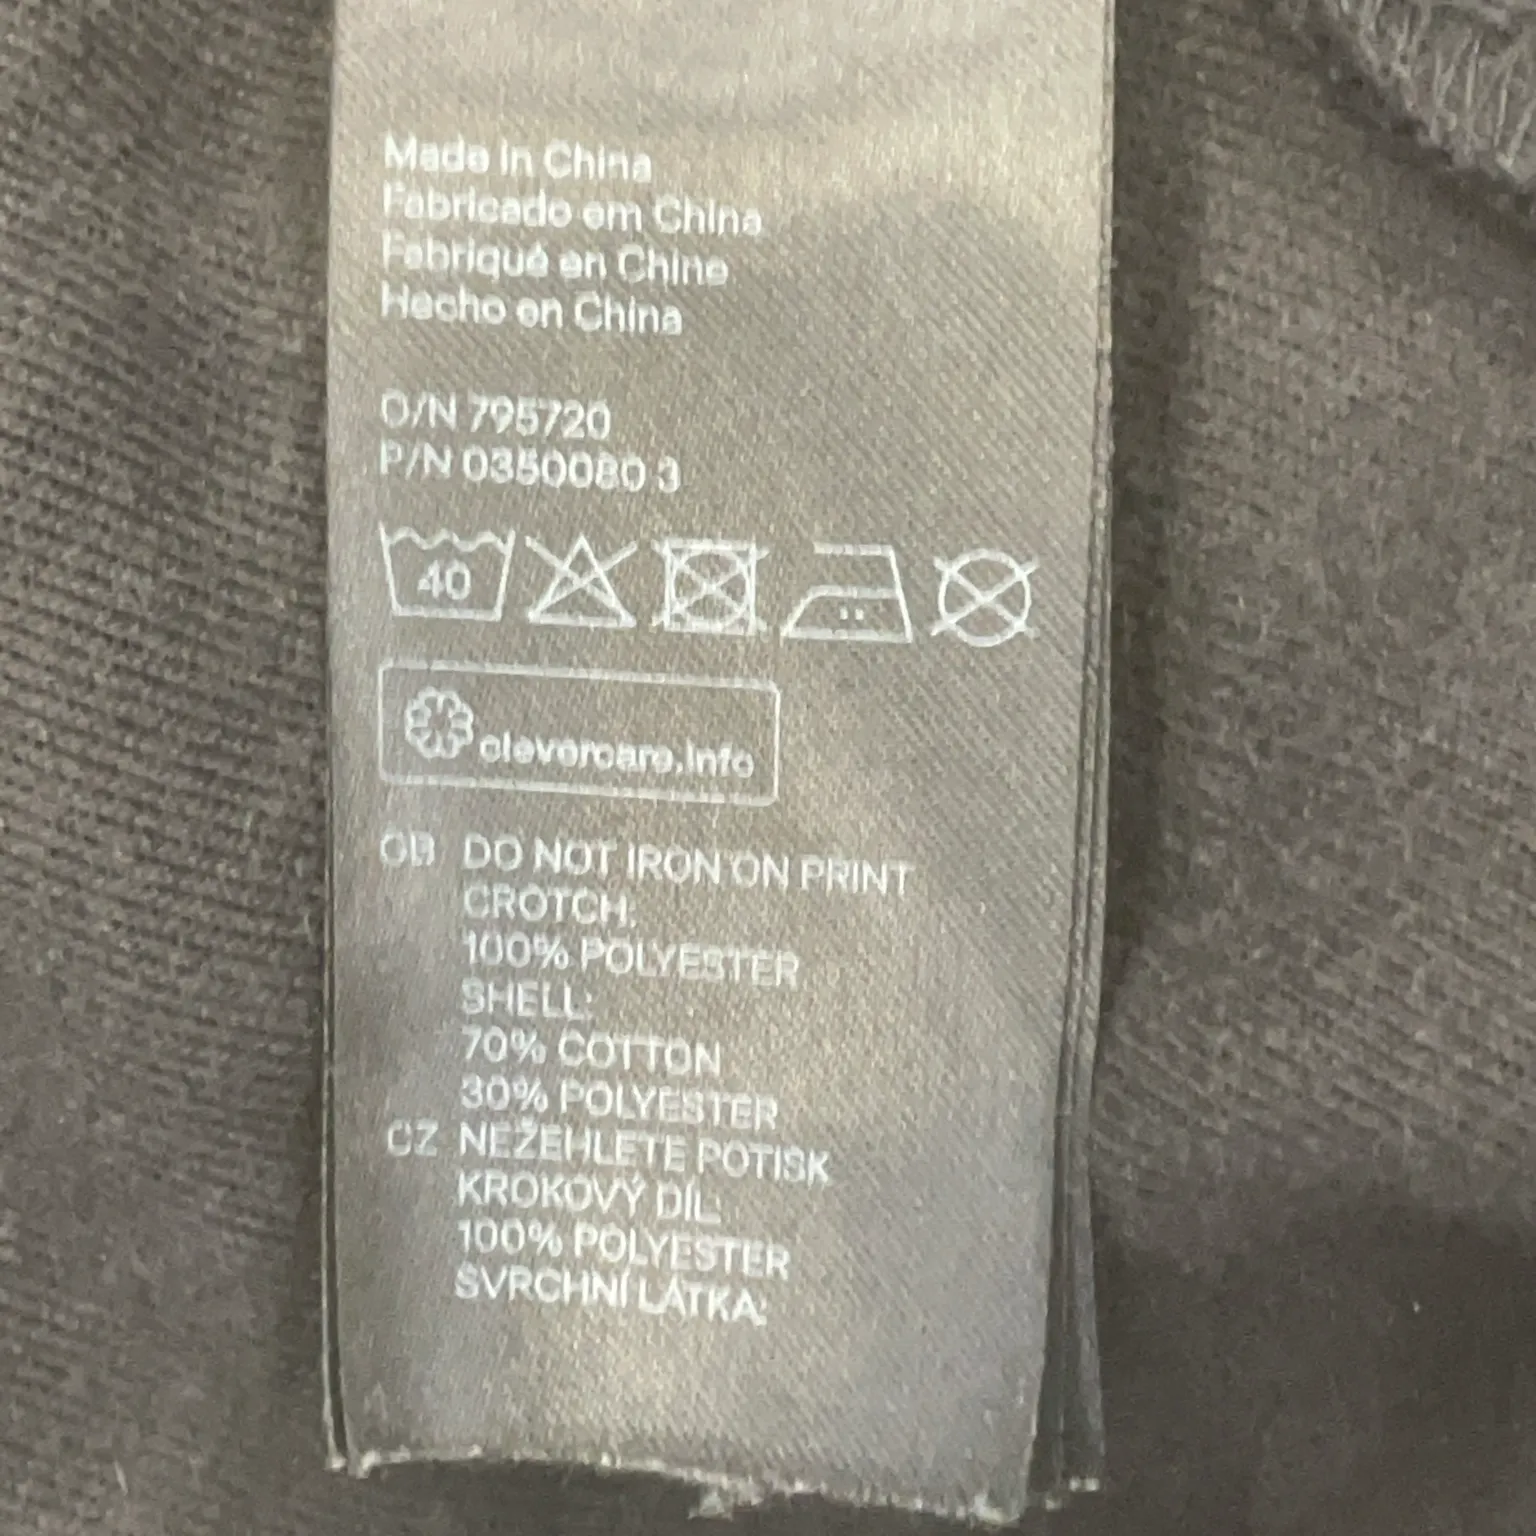 Made in China
Fabricado em China
Fabriqué en Chine
Hecho en China
O/N 795720
P/N 0350080 3
40
clevercare.info
GB DO NOT IRON ON PRINT
CROTCH:
100% POLYESTER
SHELL:
70% COTTON
30% POLYESTER
CZ NEŽEHLETE POTISK
KROKOVÝ DÍL:
100% POLYESTER
SVRCHNÍ LÁTKA: